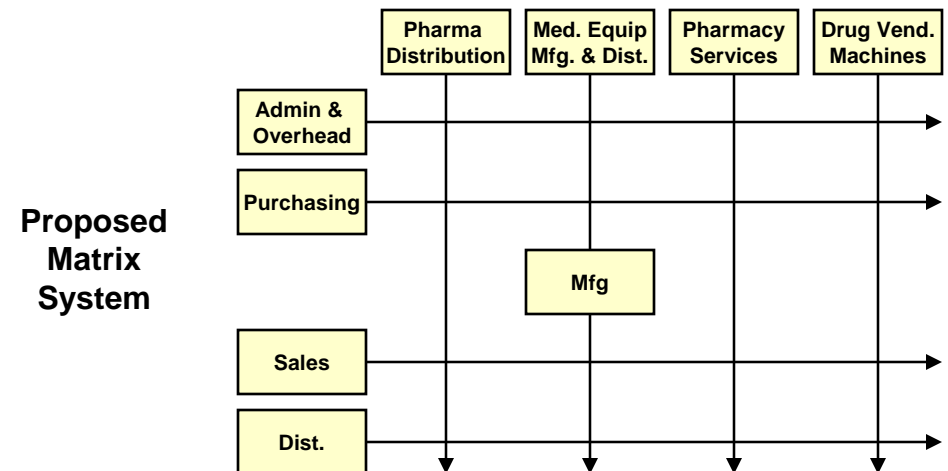 Pharma
Distribution
Med. Equip
Mfg. & Dist.
Pharmacy
Services
Drug Vend.
Machines
Admin &
Overhead
Purchasing
Proposed
Matrix
System
Mfg
Sales
Dist.